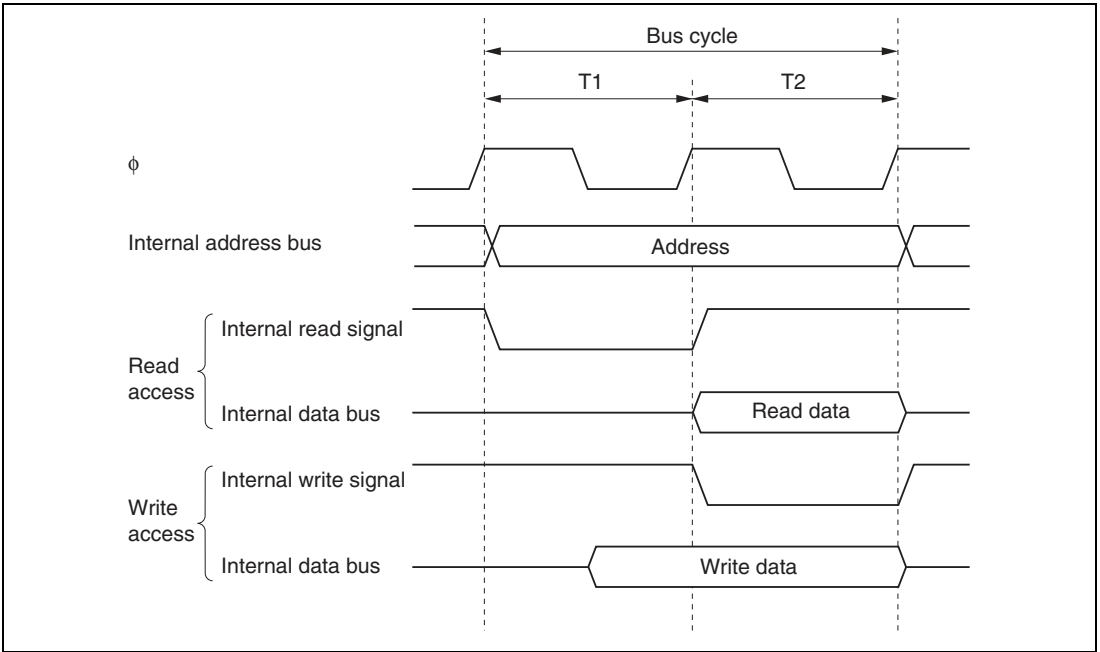 Bus cycle
T1
T2
ϕ
Internal address bus
Address
Internal read signal
Read
access
Internal data bus
Read data
Internal write signal
Write
access
Internal data bus
Write data